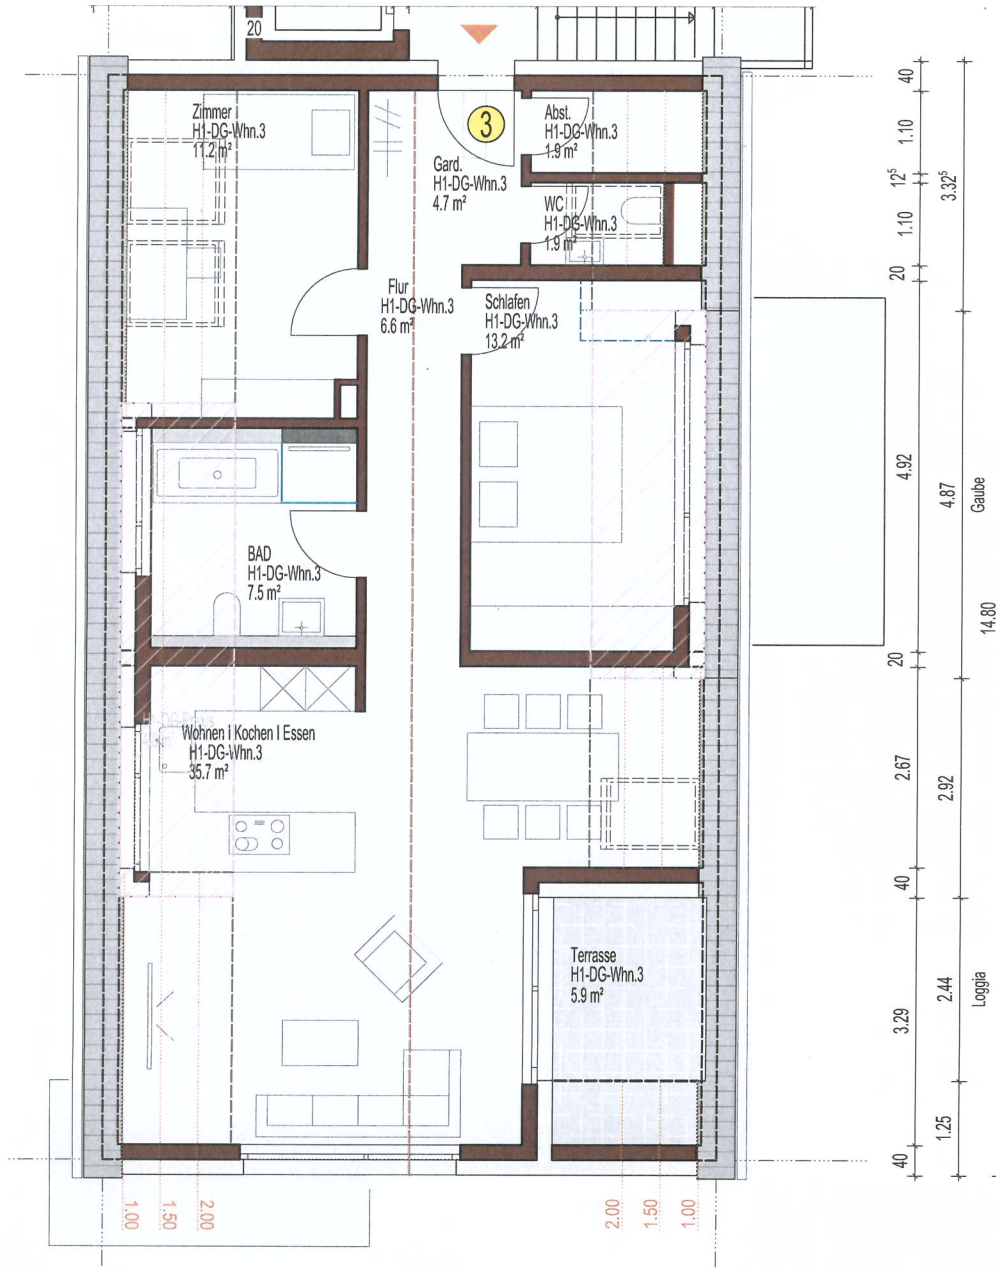 20
3
Zimmer
H1-DG-Whn.3
11.2 m²
Abst.
H1-DG-Whn.3
1.9 m²
Gard.
H1-DG-Whn.3
4.7 m²
WC
H1-DG-Whn.3
1.9 m²
Flur
H1-DG-Whn.3
6.6 m²
Schlafen
H1-DG-Whn.3
13.2 m²
BAD
H1-DG-Whn.3
7.5 m²
Wohnen I Kochen I Essen
H1-DG-Whn.3
35.7 m²
Terrasse
H1-DG-Whn.3
5.9 m²
40
1.10
12⁵
1.10
20
4.92
20
2.67
40
3.29
40
3.32⁵
4.87
2.92
2.44
1.25
Gaube
14.80
Loggia
1.00
1.50
2.00
2.00
1.50
1.00